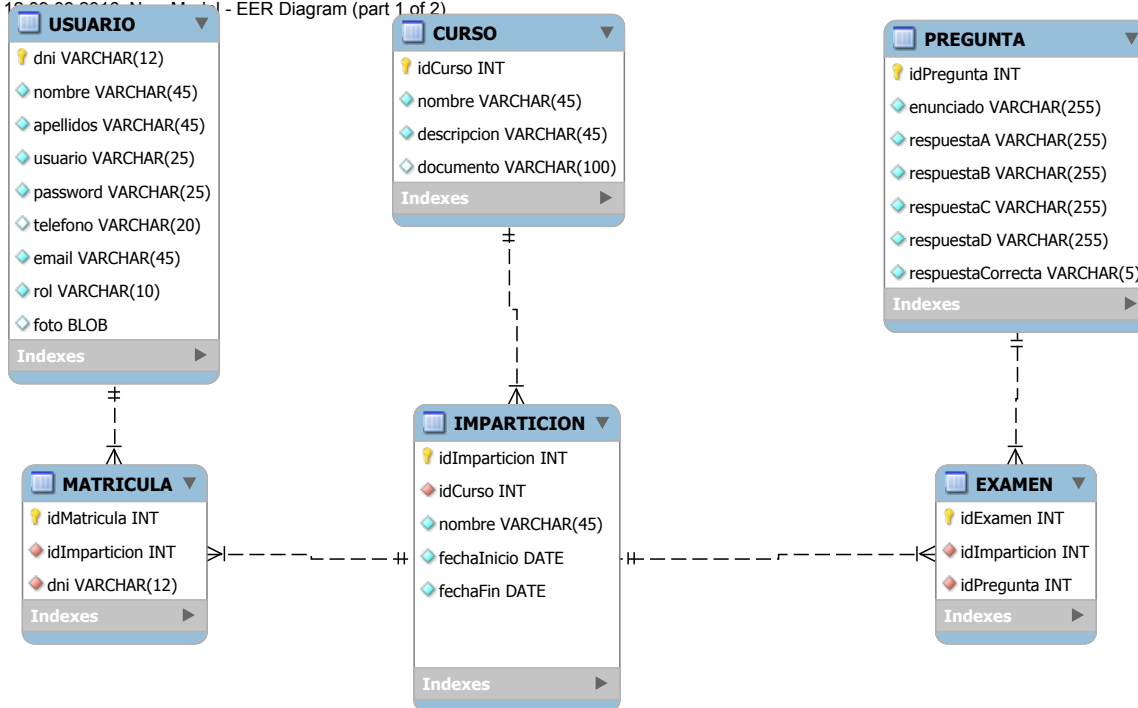 - EER Diagram (part 1 of 2)
USUARIO
dni VARCHAR(12)
nombre VARCHAR(45)
apellidos VARCHAR(45)
usuario VARCHAR(25)
password VARCHAR(25)
telefono VARCHAR(20)
email VARCHAR(45)
rol VARCHAR(10)
foto BLOB
Indexes
CURSO
idCurso INT
nombre VARCHAR(45)
descripcion VARCHAR(45)
documento VARCHAR(100)
Indexes
PREGUNTA
idPregunta INT
enunciado VARCHAR(255)
respuestaA VARCHAR(255)
respuestaB VARCHAR(255)
respuestaC VARCHAR(255)
respuestaD VARCHAR(255)
respuestaCorrecta VARCHAR(5)
Indexes
MATRICULA
idMatricula INT
idImparticion INT
dni VARCHAR(12)
Indexes
IMPARTICION
idImparticion INT
idCurso INT
nombre VARCHAR(45)
fechaInicio DATE
fechaFin DATE
Indexes
EXAMEN
idExamen INT
idImparticion INT
idPregunta INT
Indexes